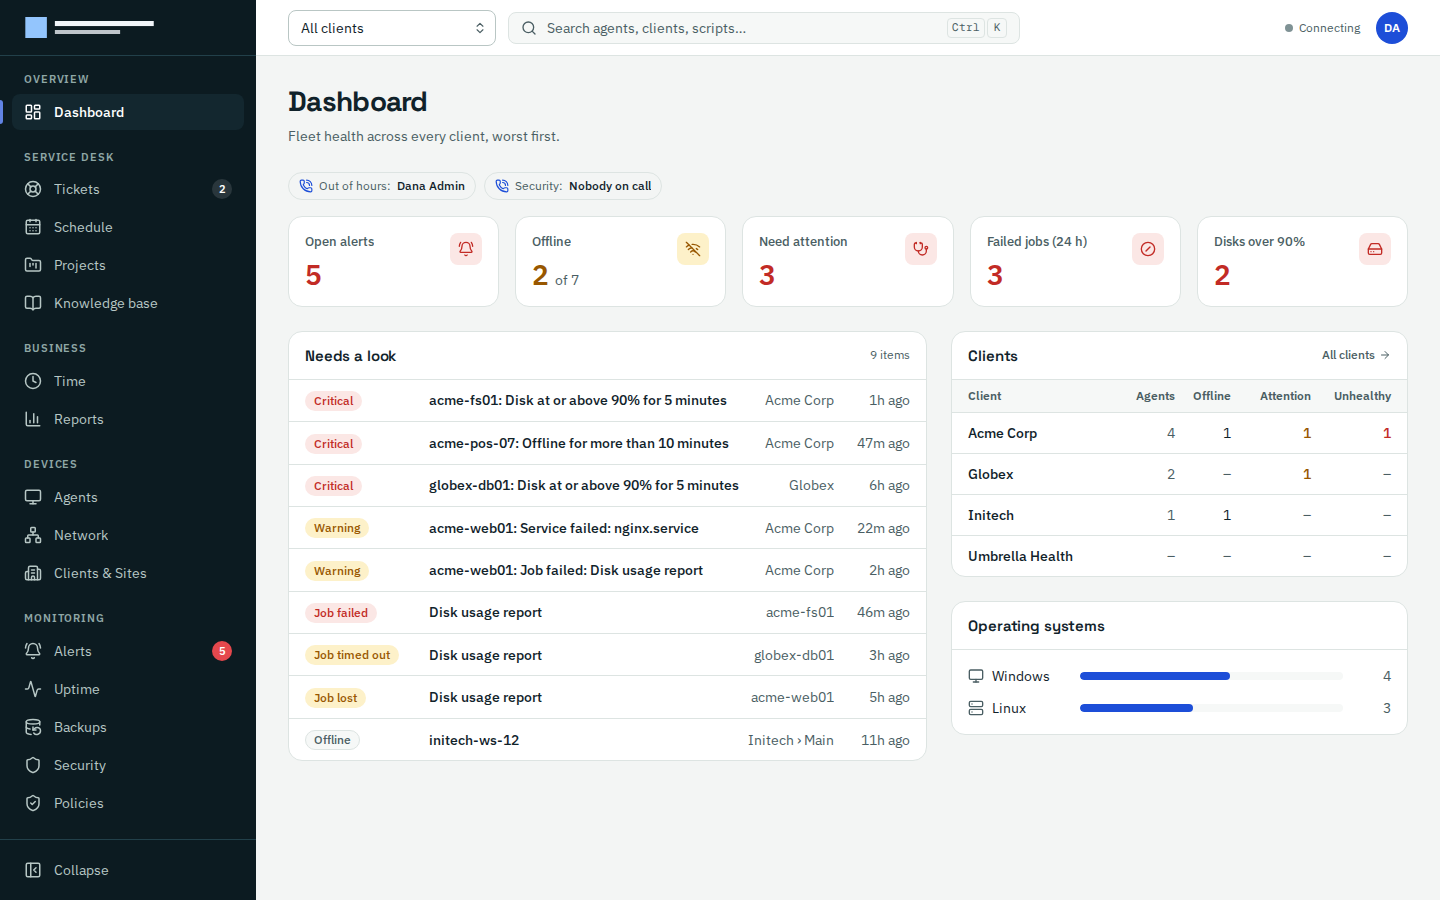 All clients
Search agents, clients, scripts...
Ctrl K
Connecting
DA
OVERVIEW
Dashboard
SERVICE DESK
Tickets 2
Schedule
Projects
Knowledge base
BUSINESS
Time
Reports
DEVICES
Agents
Network
Clients & Sites
MONITORING
Alerts 5
Uptime
Backups
Security
Policies
Collapse
Dashboard
Fleet health across every client, worst first.
Out of hours: Dana Admin
Security: Nobody on call
Open alerts
5
Offline
2 of 7
Need attention
3
Failed jobs (24 h)
3
Disks over 90%
2
Needs a look 9 items
Critical acme-fs01: Disk at or above 90% for 5 minutes Acme Corp 1h ago
Critical acme-pos-07: Offline for more than 10 minutes Acme Corp 47m ago
Critical globex-db01: Disk at or above 90% for 5 minutes Globex 6h ago
Warning acme-web01: Service failed: nginx.service Acme Corp 22m ago
Warning acme-web01: Job failed: Disk usage report Acme Corp 2h ago
Job failed Disk usage report acme-fs01 46m ago
Job timed out Disk usage report globex-db01 3h ago
Job lost Disk usage report acme-web01 5h ago
Offline initech-ws-12 Initech › Main 11h ago
Clients All clients →
Client Agents Offline Attention Unhealthy
Acme Corp 4 1 1 1
Globex 2 – 1 –
Initech 1 1 – –
Umbrella Health – – – –
Operating systems
Windows 4
Linux 3